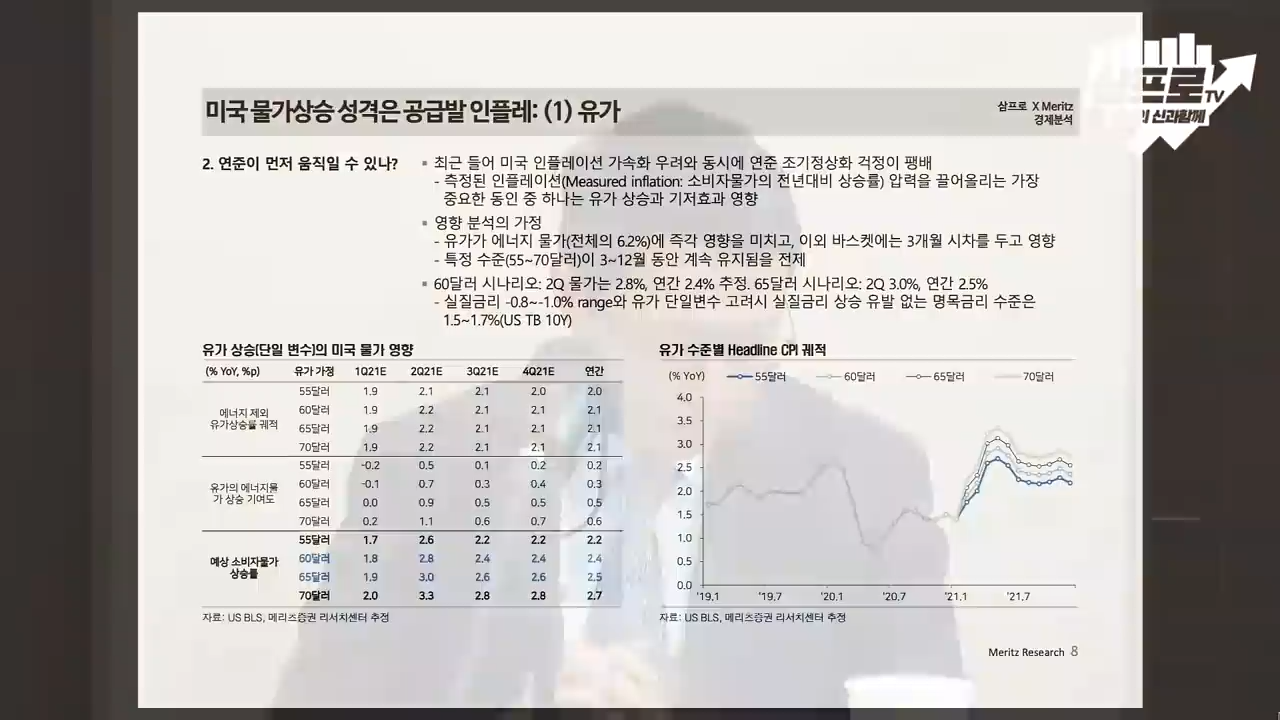 미국 물가상승 성격은 공급발 인플레: (1) 유가
삼프로 X Meritz
경제분석
프로TV
신과함께
2. 연준이 먼저 움직일 수 있나?
▪ 최근 들어 미국 인플레이션 가속화 우려와 동시에 연준 조기정상화 걱정이 팽배
- 측정된 인플레이션(Measured inflation: 소비자물가의 전년대비 상승률) 압력을 끌어올리는 가장
중요한 동인 중 하나는 유가 상승과 기저효과 영향
▪ 영향 분석의 가정
- 유가가 에너지 물가(전체의 6.2%)에 즉각 영향을 미치고, 이외 바스켓에는 3개월 시차를 두고 영향
- 특정 수준(55~70달러)이 3~12월 동안 계속 유지됨을 전제
▪ 60달러 시나리오: 2Q 물가는 2.8%, 연간 2.4% 추정. 65달러 시나리오: 2Q 3.0%, 연간 2.5%
- 실질금리 -0.8~-1.0% range와 유가 단일변수 고려시 실질금리 상승 유발 없는 명목금리 수준은
1.5~1.7%(US TB 10Y)
유가 상승(단일 변수)의 미국 물가 영향
(% YoY, %p) 유가 가정 1Q21E 2Q21E 3Q21E 4Q21E 연간
에너지 제외
유가상승률 궤적
55달러 1.9 2.1 2.1 2.0 2.0
60달러 1.9 2.2 2.1 2.1 2.1
65달러 1.9 2.2 2.1 2.1 2.1
70달러 1.9 2.2 2.1 2.1 2.1
유가의 에너지물
가 상승 기여도
55달러 -0.2 0.5 0.1 0.2 0.2
60달러 -0.1 0.7 0.3 0.4 0.3
65달러 0.0 0.9 0.5 0.5 0.5
70달러 0.2 1.1 0.6 0.7 0.6
예상 소비자물가
상승률
55달러 1.7 2.6 2.2 2.2 2.2
60달러 1.8 2.8 2.4 2.4 2.4
65달러 1.9 3.0 2.6 2.6 2.5
70달러 2.0 3.3 2.8 2.8 2.7
자료: US BLS, 메리츠증권 리서치센터 추정
유가 수준별 Headline CPI 궤적
(% YoY) 55달러 60달러 65달러 70달러
4.0
3.5
3.0
2.5
2.0
1.5
1.0
0.5
0.0
'19.1 '19.7 '20.1 '20.7 '21.1 '21.7
자료: US BLS, 메리츠증권 리서치센터 추정
Meritz Research 8